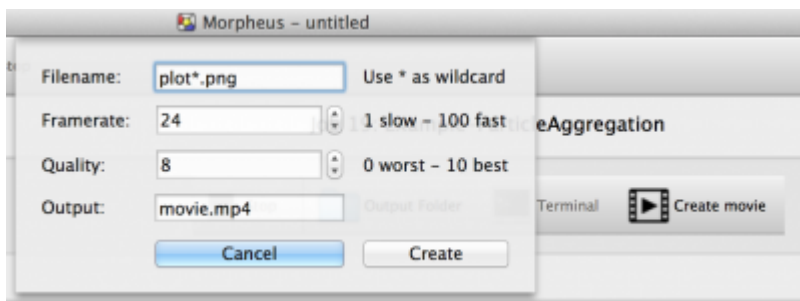 Morpheus – untitled
Filename: plot*.png Use * as wildcard
Framerate: 24 1 slow – 100 fast
eAggregation
Quality: 8 0 worst – 10 best
Output: movie.mp4 Output Folder Terminal Create movie
Cancel Create